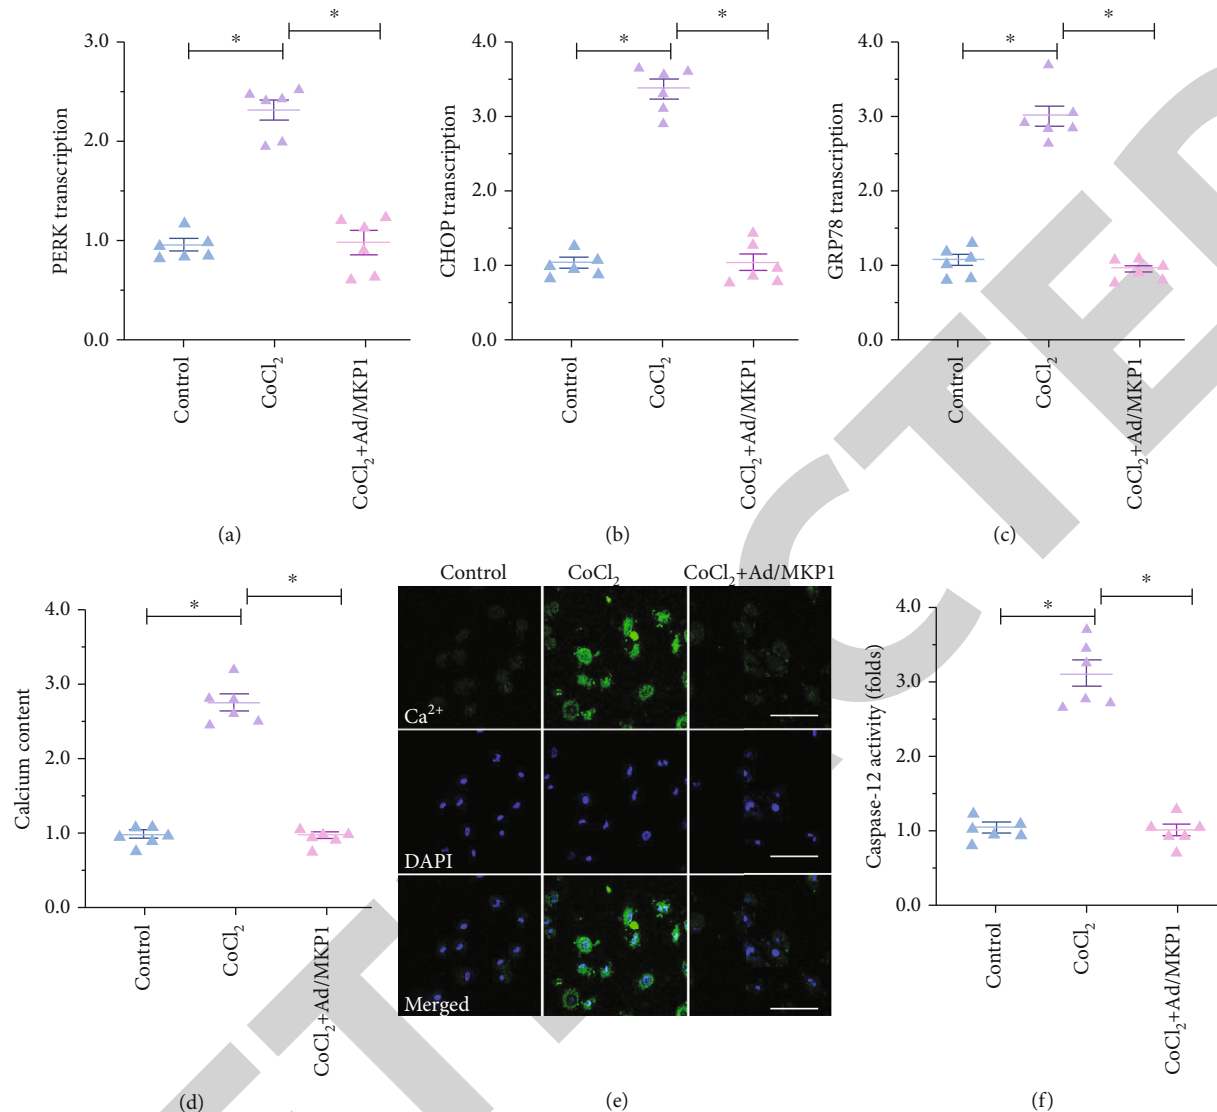 3.0
2.0
1.0
0.0
PERK transcription
*
*
Control
CoCl2
CoCl2+Ad/MKP1
(a)
4.0
3.0
2.0
1.0
0.0
CHOP transcription
*
*
Control
CoCl2
CoCl2+Ad/MKP1
(b)
4.0
3.0
2.0
1.0
0.0
GRP78 transcription
*
*
Control
CoCl2
CoCl2+Ad/MKP1
(c)
4.0
3.0
2.0
1.0
0.0
Calcium content
*
*
Control
CoCl2
CoCl2+Ad/MKP1
(d)
Control CoCl2 CoCl2+Ad/MKP1
Ca2+
DAPI
Merged
(e)
4.0
3.0
2.0
1.0
0.0
Caspase-12 activity (folds)
*
*
Control
CoCl2
CoCl2+Ad/MKP1
(f)